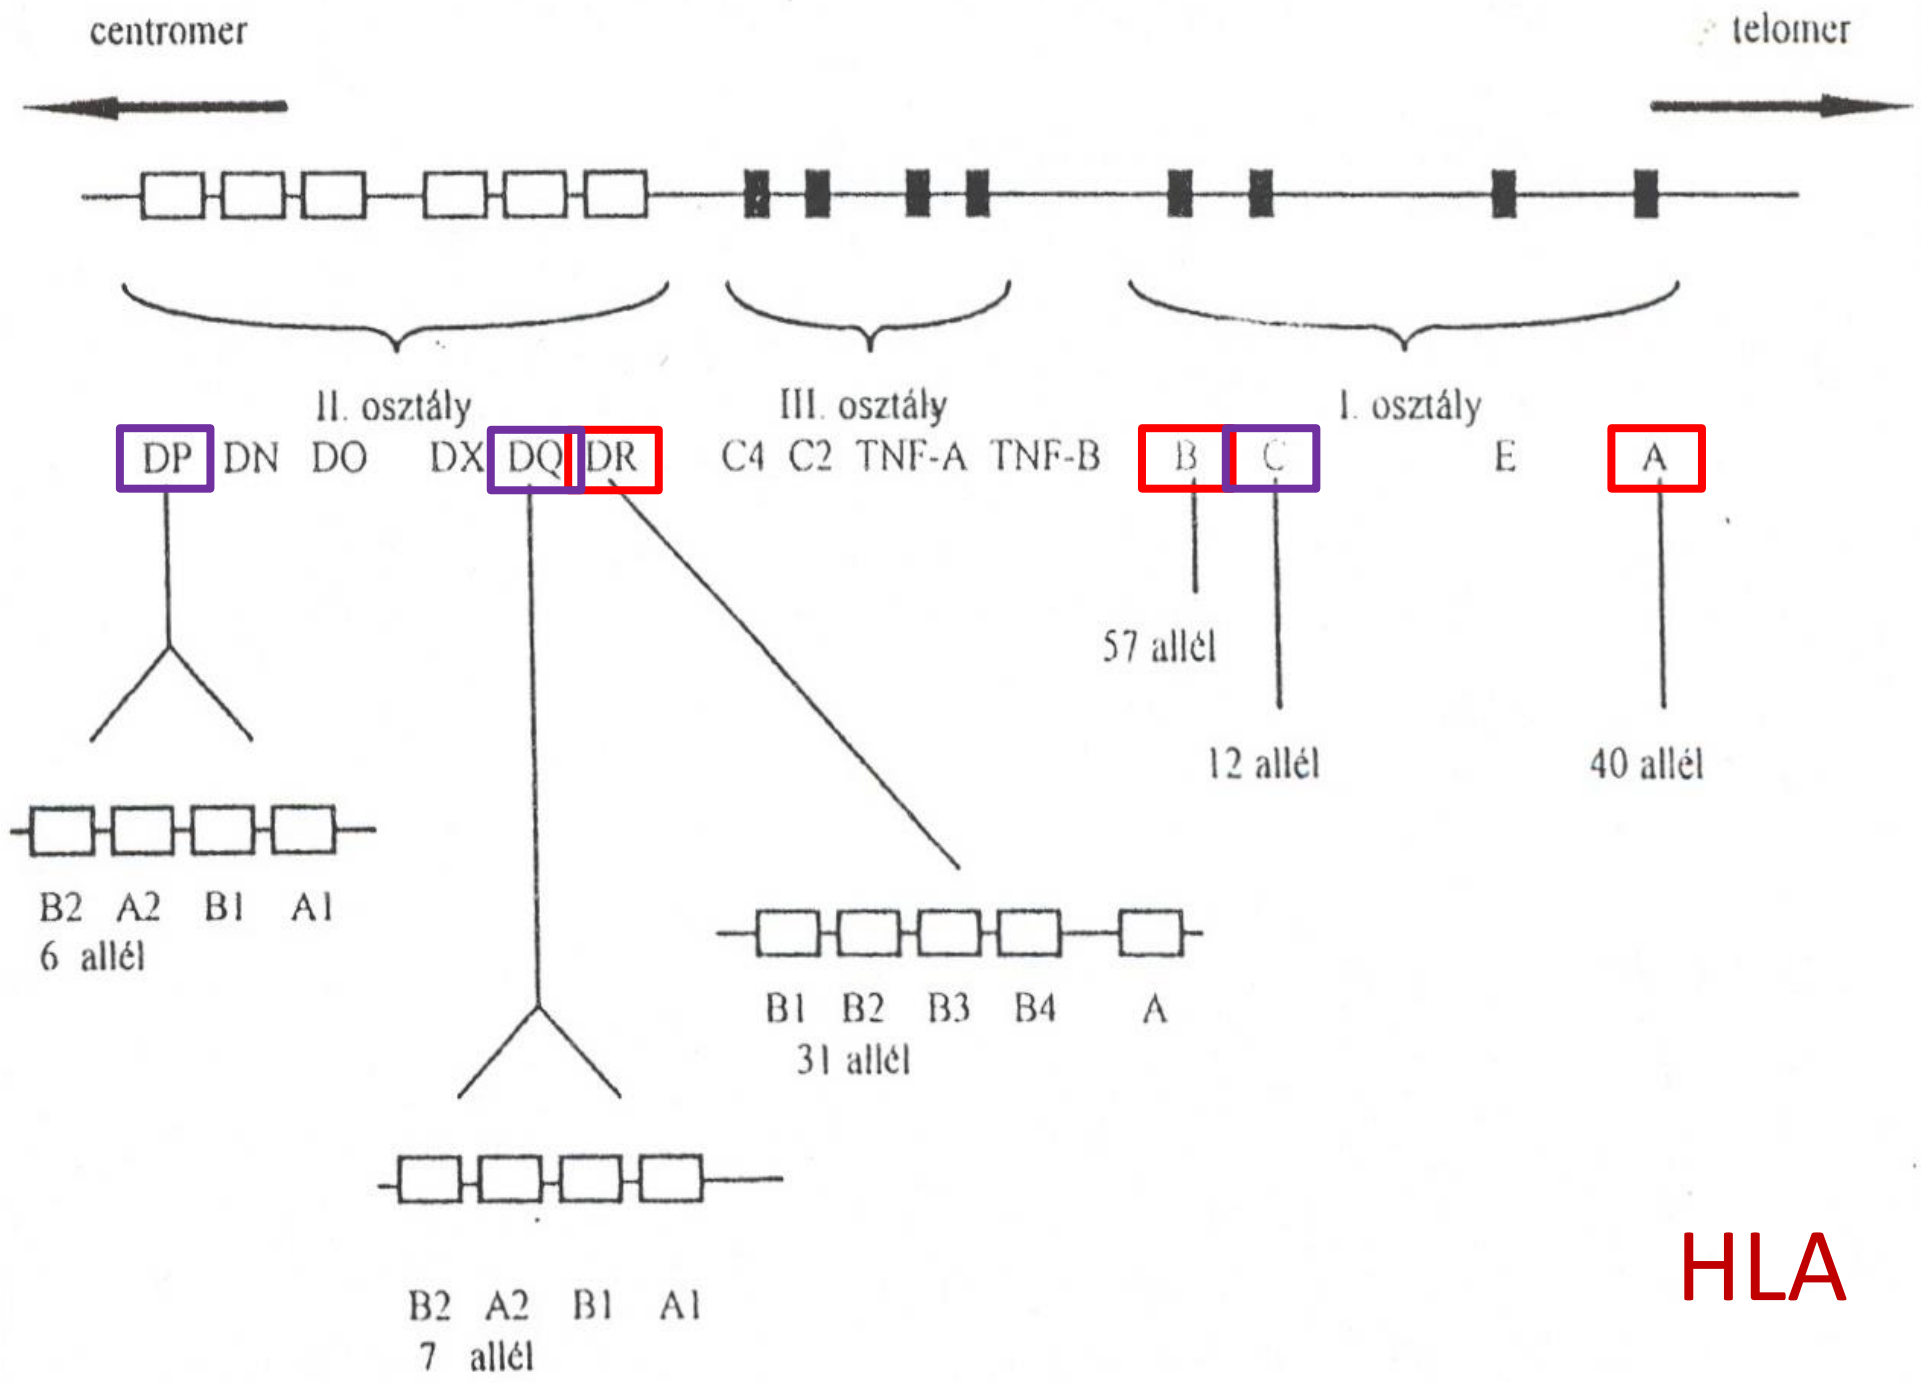 centromer
telomer
II. osztály
III. osztály
I. osztály
DP DN DO DX DQ DR C4 C2 TNF-A TNF-B B C E A
57 allél
12 allél
40 allél
B2 A2 B1 A1
6 allél
B1 B2 B3 B4 A
31 allél
B2 A2 B1 A1
7 allél
HLA